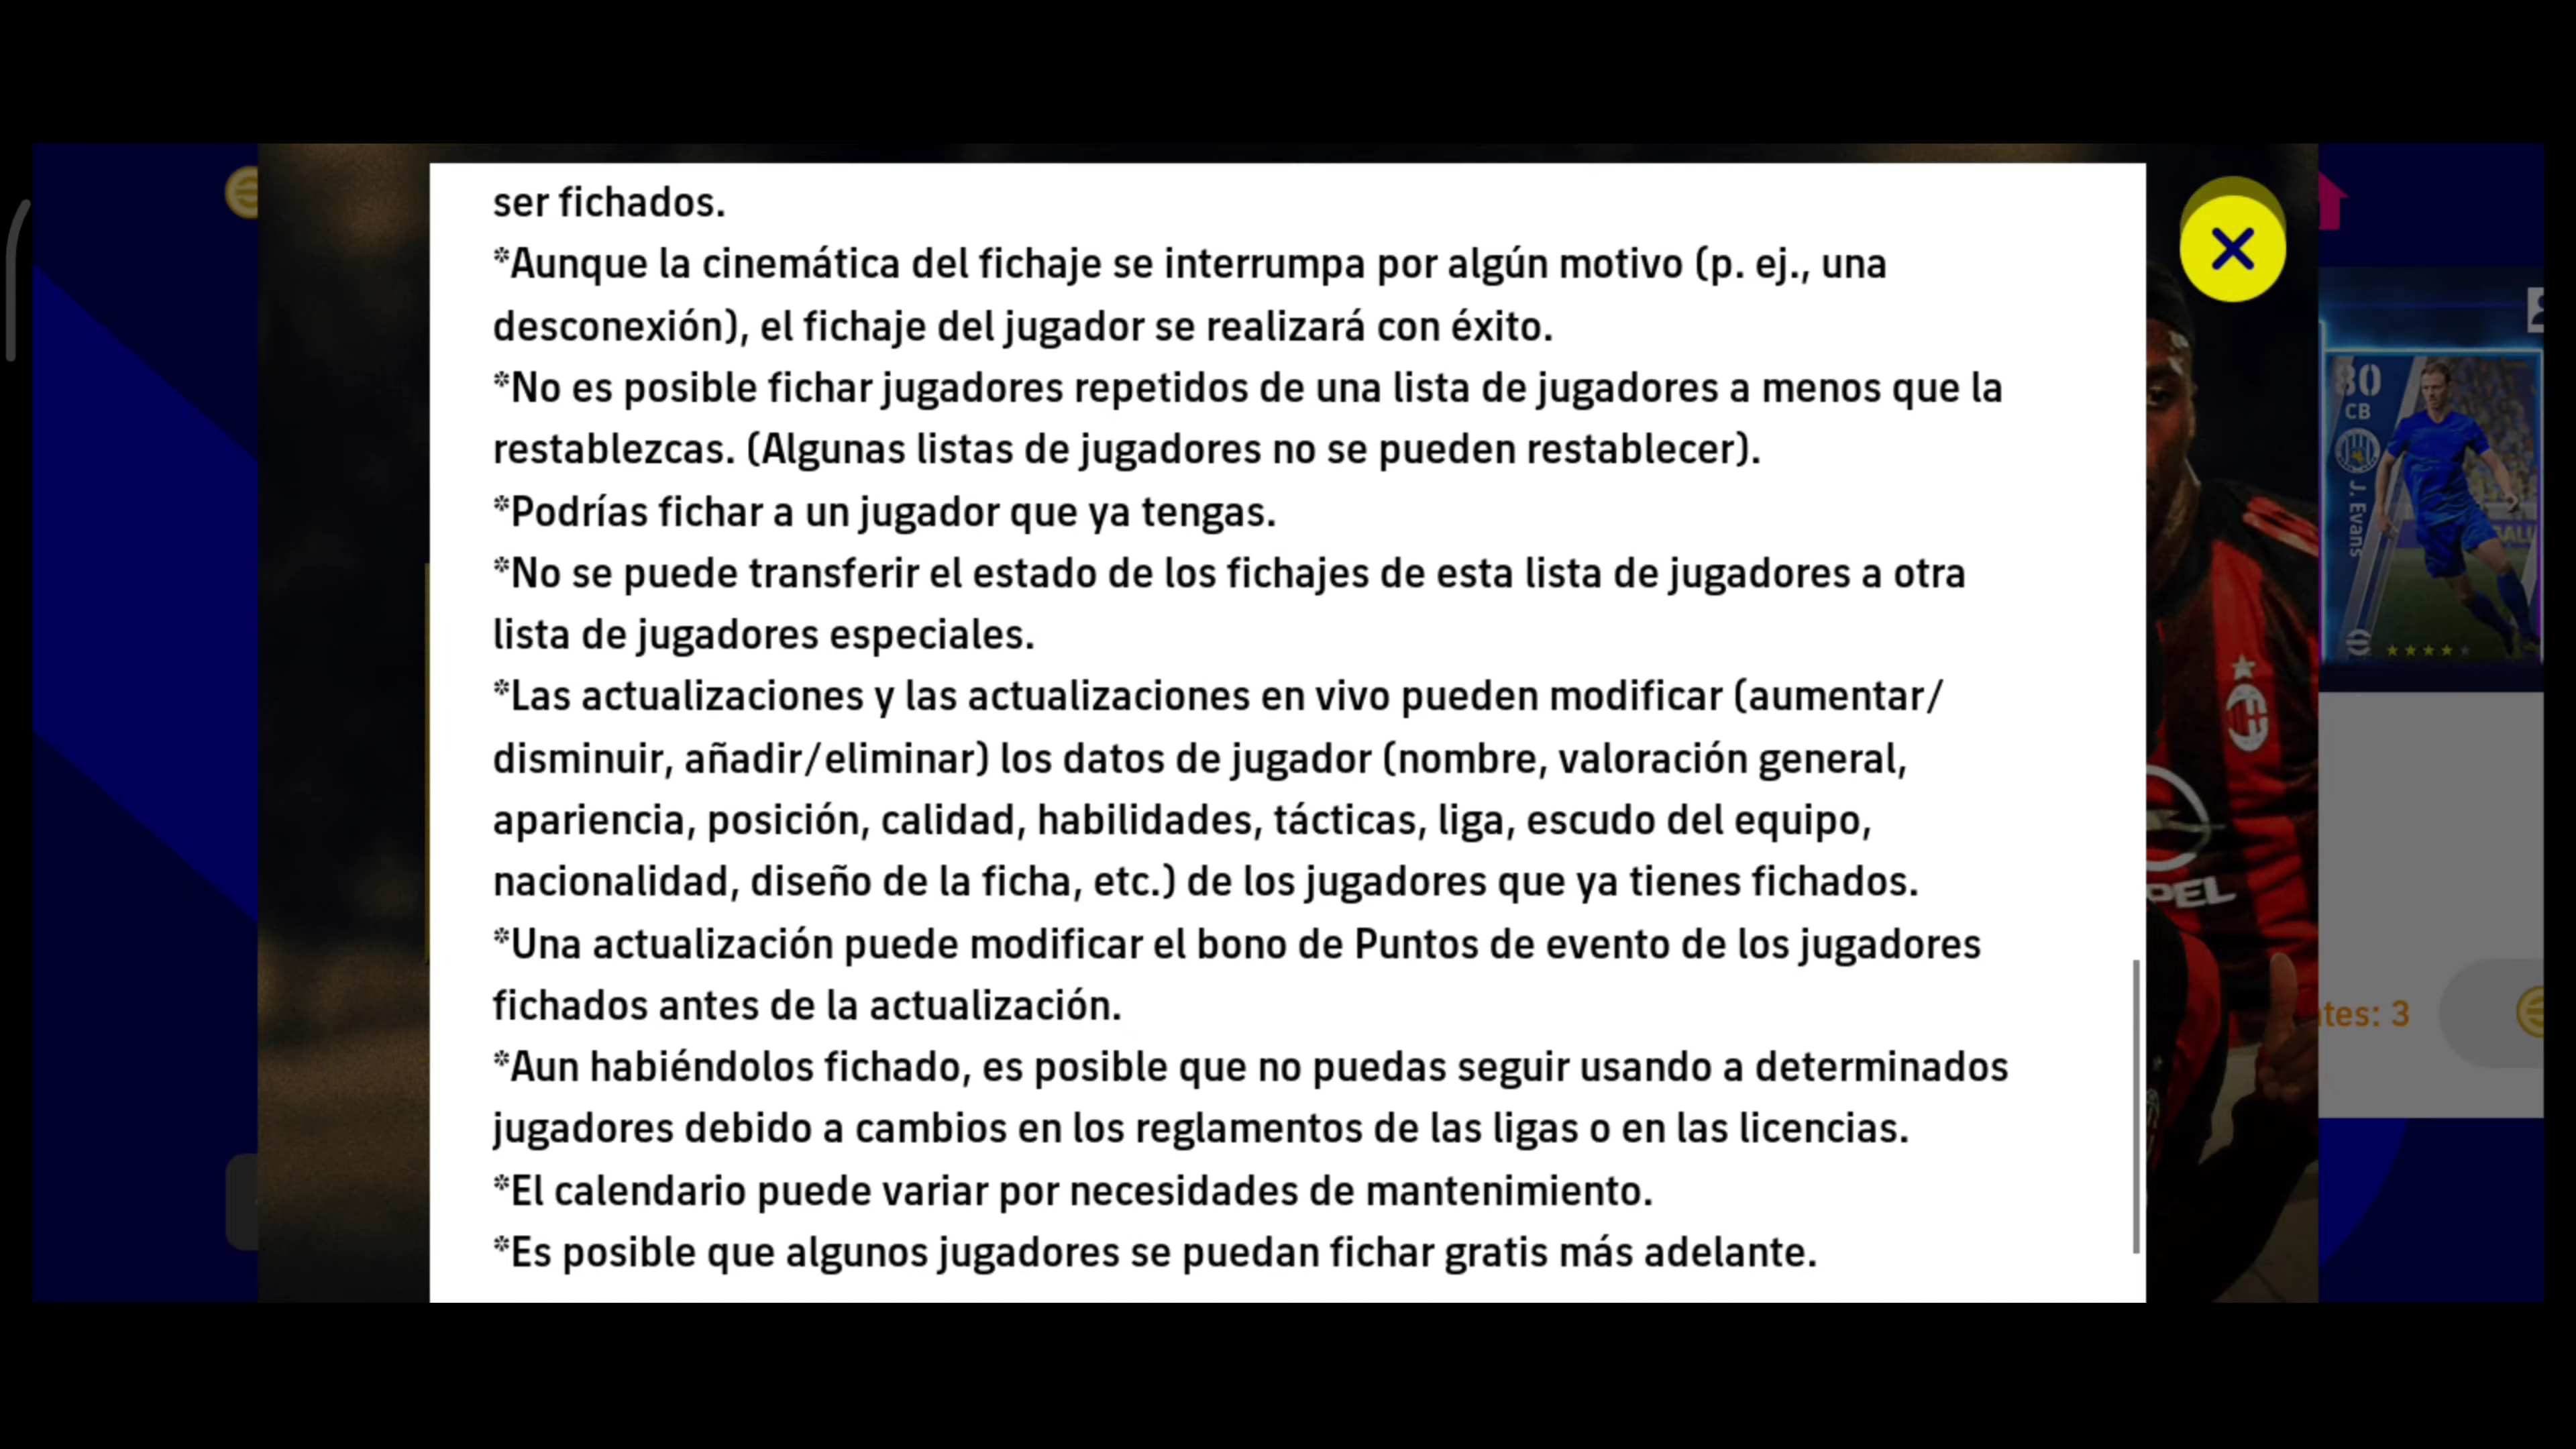 ser fichados.
*Aunque la cinemática del fichaje se interrumpa por algún motivo (p. ej., una
desconexión), el fichaje del jugador se realizará con éxito.
*No es posible fichar jugadores repetidos de una lista de jugadores a menos que la
restablezcas. (Algunas listas de jugadores no se pueden restablecer).
*Podrías fichar a un jugador que ya tengas.
*No se puede transferir el estado de los fichajes de esta lista de jugadores a otra
lista de jugadores especiales.
*Las actualizaciones y las actualizaciones en vivo pueden modificar (aumentar/
disminuir, añadir/eliminar) los datos de jugador (nombre, valoración general,
apariencia, posición, calidad, habilidades, tácticas, liga, escudo del equipo,
nacionalidad, diseño de la ficha, etc.) de los jugadores que ya tienes fichados.
*Una actualización puede modificar el bono de Puntos de evento de los jugadores
fichados antes de la actualización.
*Aun habiéndolos fichado, es posible que no puedas seguir usando a determinados
jugadores debido a cambios en los reglamentos de las ligas o en las licencias.
*El calendario puede variar por necesidades de mantenimiento.
*Es posible que algunos jugadores se puedan fichar gratis más adelante.
80
CB
J. Evans
PEL
ntes: 3